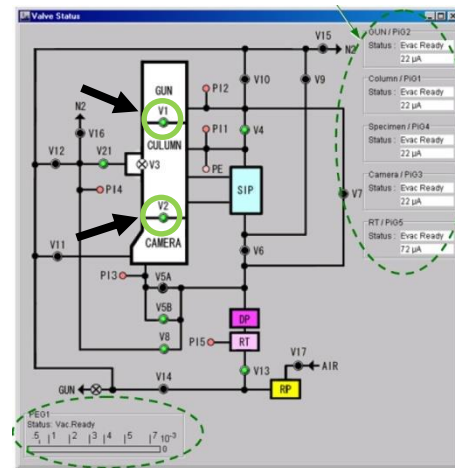 Valve Status
V15
N2
GUN / PiG2
Status : Evac Ready
22 µA
GUN
PI2
V10
V9
Column / PiG1
Status : Evac Ready
22 µA
N2
V1
V16
CULUMN
PI1
V4
Specimen / PiG4
Status : Evac Ready
22 µA
V12
V21
V3
PE
PI4
SIP
Camera / PiG3
Status : Evac Ready
22 µA
V7
V2
V11
CAMERA
V6
RT / PiG5
Status : Evac Ready
72 µA
PI3
V5A
V5B
DP
V8
PI5
RT
V17
AIR
V13
GUN
V14
RP
PEG1
Status: Vac.Ready
.5 |1 |2 |3 |4 |5 |7 10-3
0